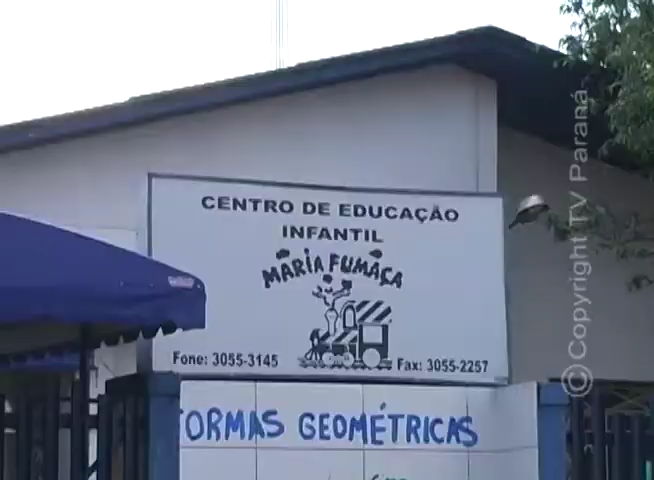 CENTRO DE EDUCAÇÃO
INFANTIL
MARIA FUMAÇA
Fone: 3055-3145
Fax: 3055-2257
FORMAS GEOMÉTRICAS
© Copyright TV Paraná